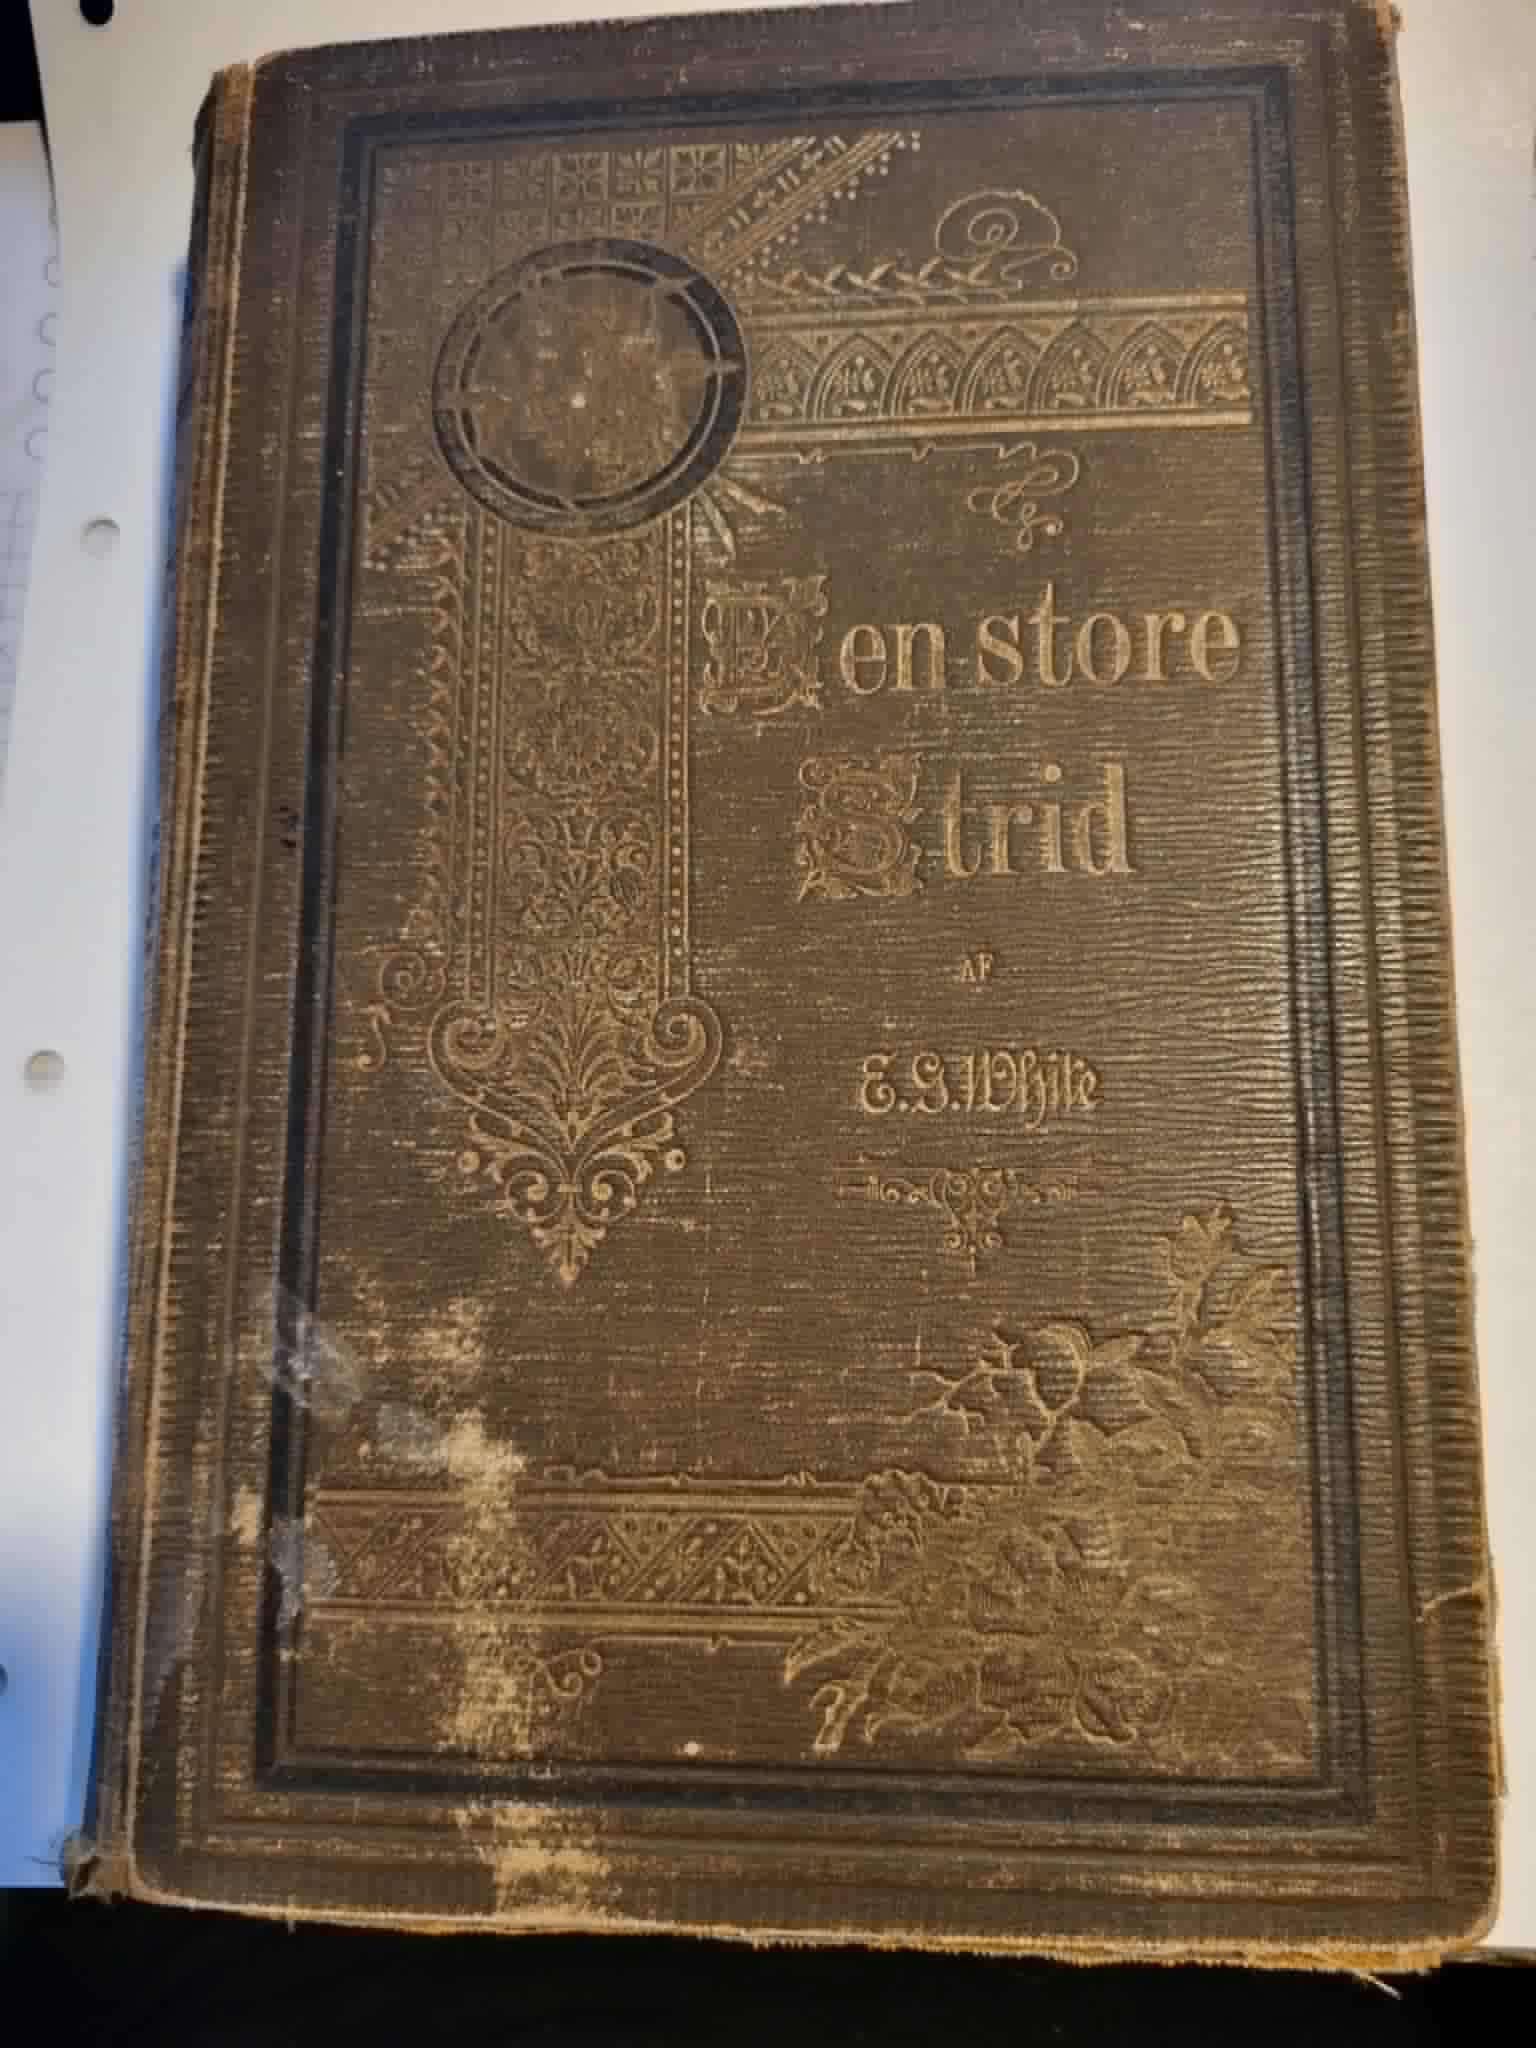 Den store
Strid
AF
E. G. White